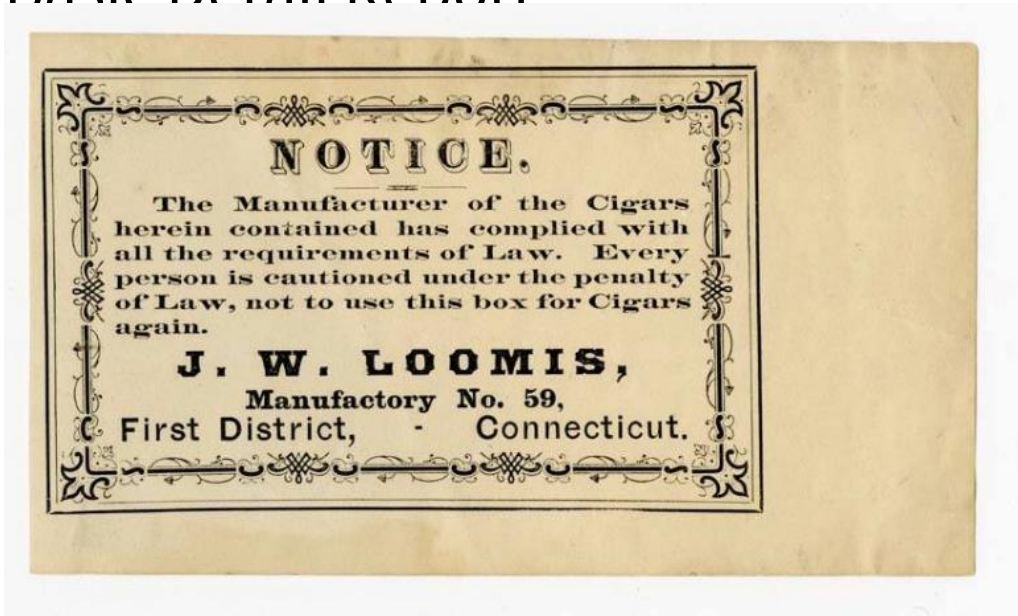 NOTICE.
The Manufacturer of the Cigars
herein contained has complied with
all the requirements of Law. Every
person is cautioned under the penalty
of Law, not to use this box for Cigars
again.
J. W. LOOMIS,
Manufactory No. 59,
First District, - Connecticut.